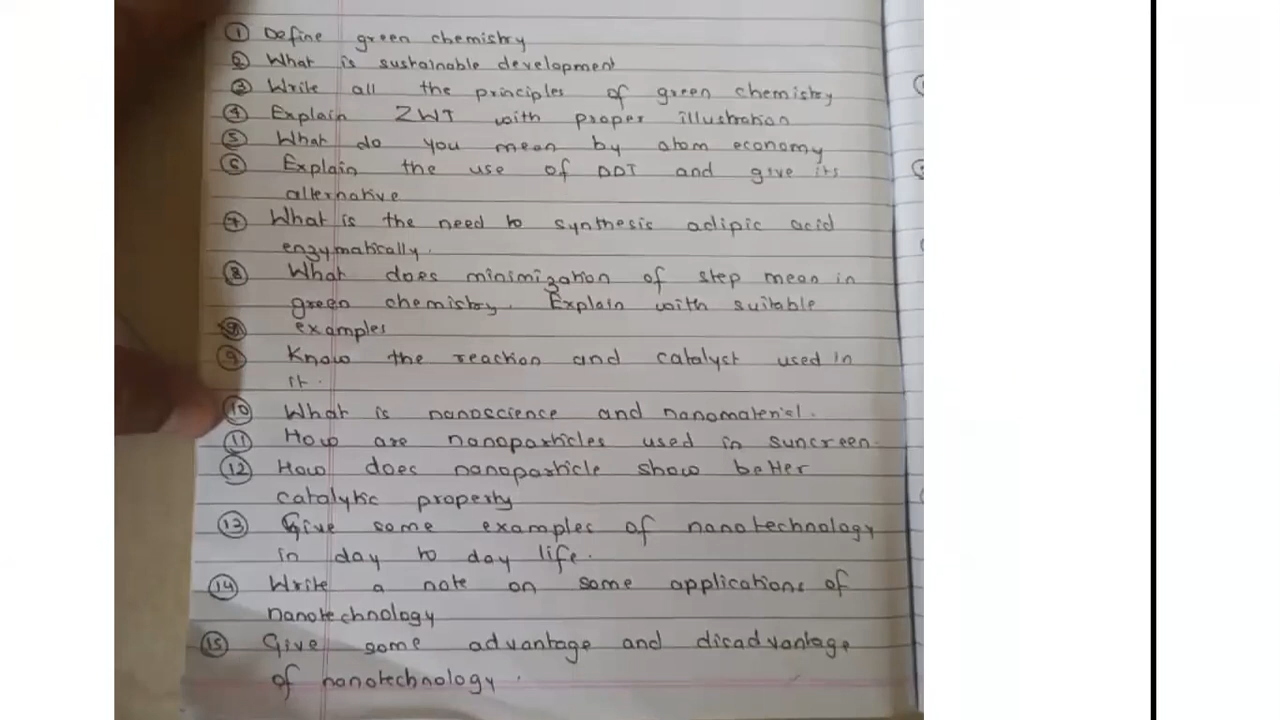 ① Define green chemistry
② What is sustainable development
③ Write all the principles of green chemistry
④ Explain ZWT with proper illustration
⑤ What do you mean by atom economy
⑥ Explain the use of DDT and give its
alternative
⑦ What is the need to synthesis adipic acid
enzymatically.
⑧ What does minimization of step mean in
green chemistry. Explain with suitable
examples
⑨ Know the reaction and catalyst used in
it.
⑩ What is nanoscience and nanomaterial.
⑪ How are nanoparticles used in suncreen.
⑫ How does nanoparticle show better
catalytic property
⑬ Give some examples of nanotechnology
in day to day life.
⑭ Write a note on some applications of
nanotechnology
⑮ Give some advantage and disadvantage
of nanotechnology.